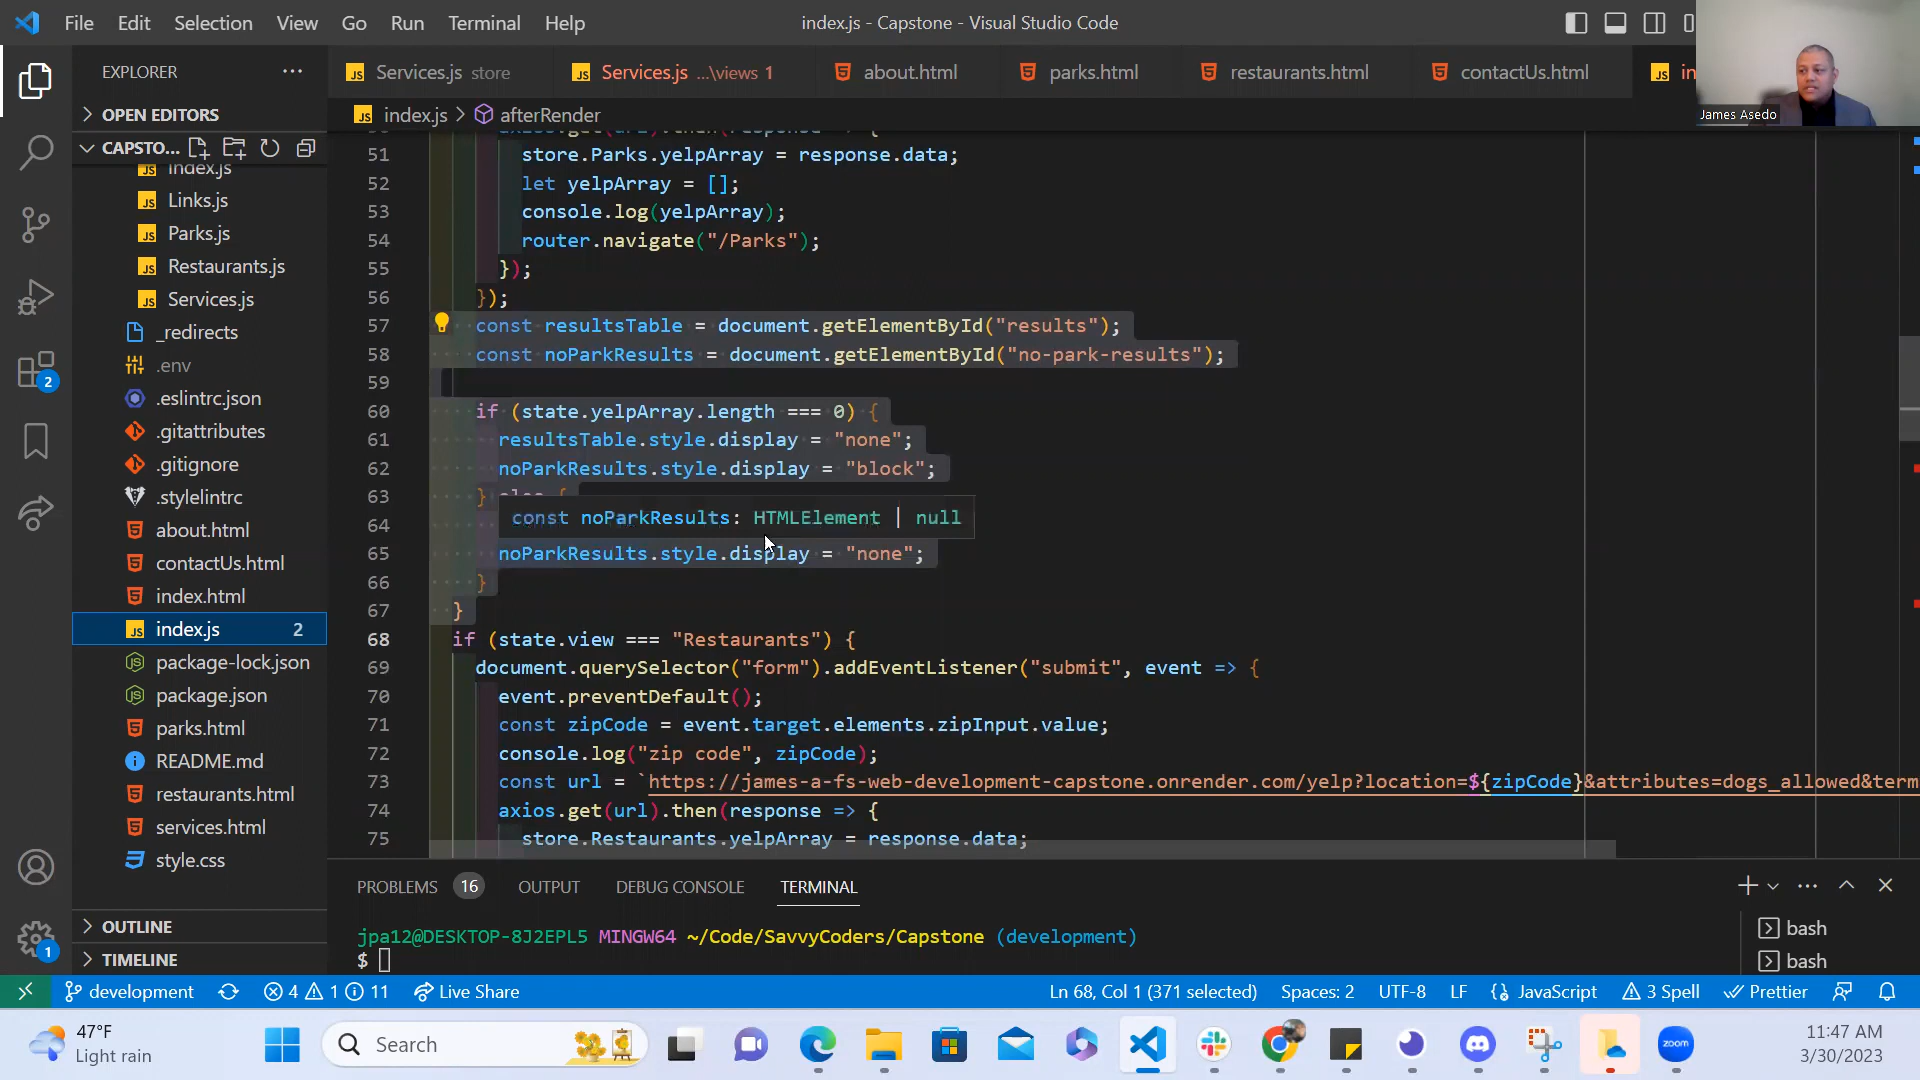 File Edit Selection View Go Run Terminal Help
index.js - Capstone - Visual Studio Code
EXPLORER
Services.js store
Services.js ...\views 1
about.html
parks.html
restaurants.html
contactUs.html
James Asedo
OPEN EDITORS
index.js > afterRender
CAPSTO...
index.js
Links.js
Parks.js
Restaurants.js
Services.js
_redirects
.env
.eslintrc.json
.gitattributes
.gitignore
.stylelintrc
about.html
contactUs.html
index.html
index.js 2
package-lock.json
package.json
parks.html
README.md
restaurants.html
services.html
style.css
OUTLINE
TIMELINE
51 store.Parks.yelpArray = response.data;
52 let yelpArray = [];
53 console.log(yelpArray);
54 router.navigate("/Parks");
55 });
56 });
57 const resultsTable = document.getElementById("results");
58 const noParkResults = document.getElementById("no-park-results");
59
60 if (state.yelpArray.length === 0) {
61 resultsTable.style.display = "none";
62 noParkResults.style.display = "block";
63 } else {
const noParkResults: HTMLElement | null
64
65 noParkResults.style.display = "none";
66 }
67 }
68 if (state.view === "Restaurants") {
69 document.querySelector("form").addEventListener("submit", event => {
70 event.preventDefault();
71 const zipCode = event.target.elements.zipInput.value;
72 console.log("zip code", zipCode);
73 const url = `https://james-a-fs-web-development-capstone.onrender.com/yelp?location=${zipCode}&attributes=dogs_allowed&term
74 axios.get(url).then(response => {
75 store.Restaurants.yelpArray = response.data;
PROBLEMS 16 OUTPUT DEBUG CONSOLE TERMINAL
jpa12@DESKTOP-8J2EPL5 MINGW64 ~/Code/SavvyCoders/Capstone (development)
$
bash
bash
2
1
development 4 1 11 Live Share Ln 68, Col 1 (371 selected) Spaces: 2 UTF-8 LF JavaScript 3 Spell Prettier
47°F
Light rain
Search
zoom
11:47 AM
3/30/2023